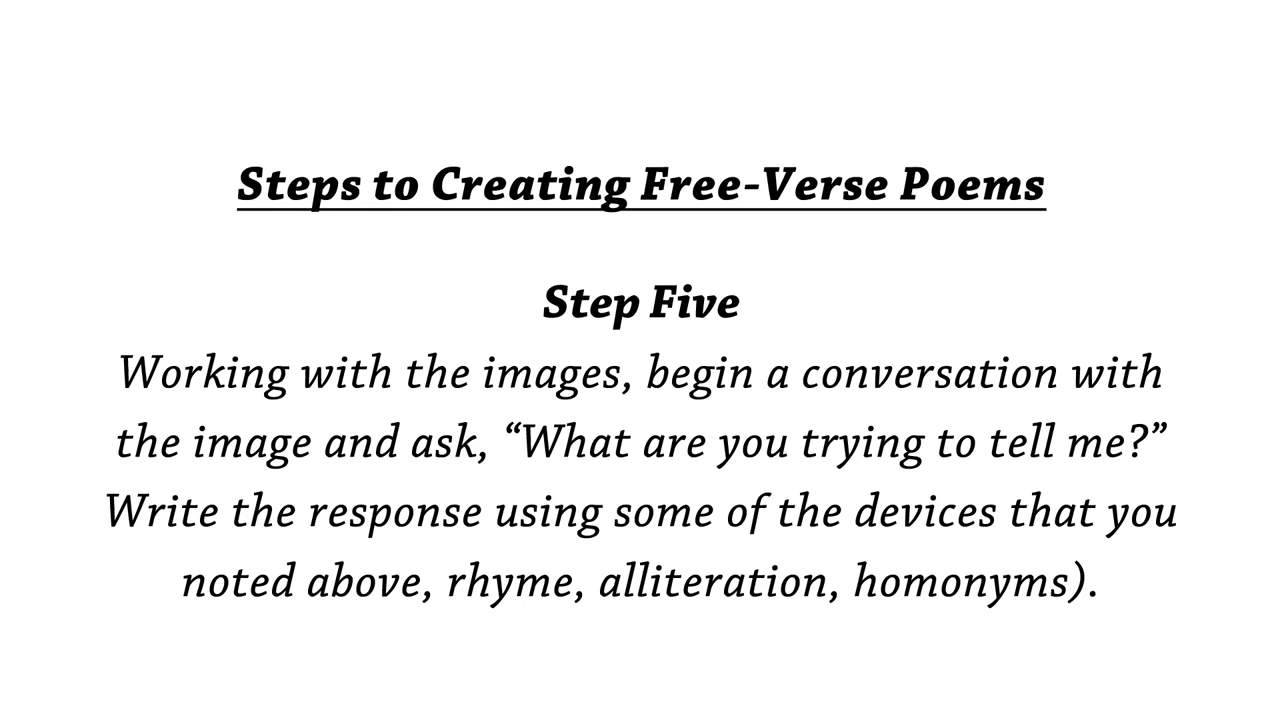 Steps to Creating Free-Verse Poems
Step Five
Working with the images, begin a conversation with
the image and ask, “What are you trying to tell me?”
Write the response using some of the devices that you
noted above, rhyme, alliteration, homonyms).